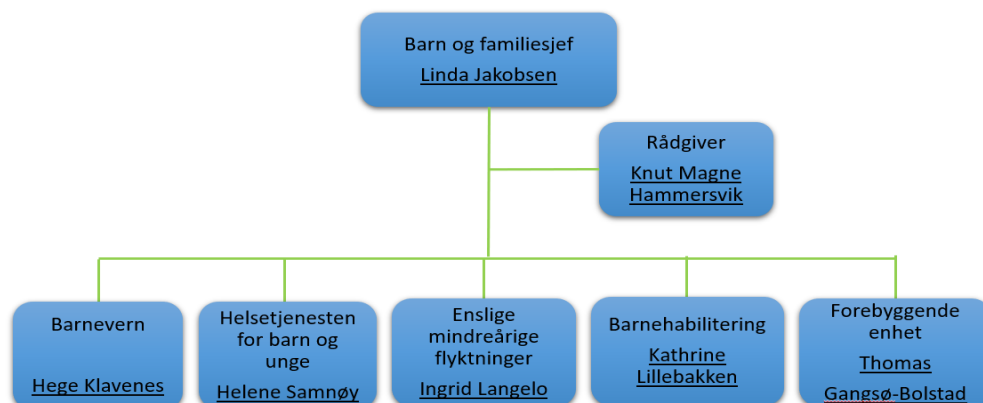 Barn og familiesjef
Linda Jakobsen
Rådgiver
Knut Magne
Hammersvik
Barnevern
Hege Klavenes
Helsetjenesten
for barn og
unge
Helene Samnøy
Enslige
mindreårige
flyktninger
Ingrid Langelo
Barnehabilitering
Kathrine
Lillebakken
Forebyggende
enhet
Thomas
Gangsø-Bolstad